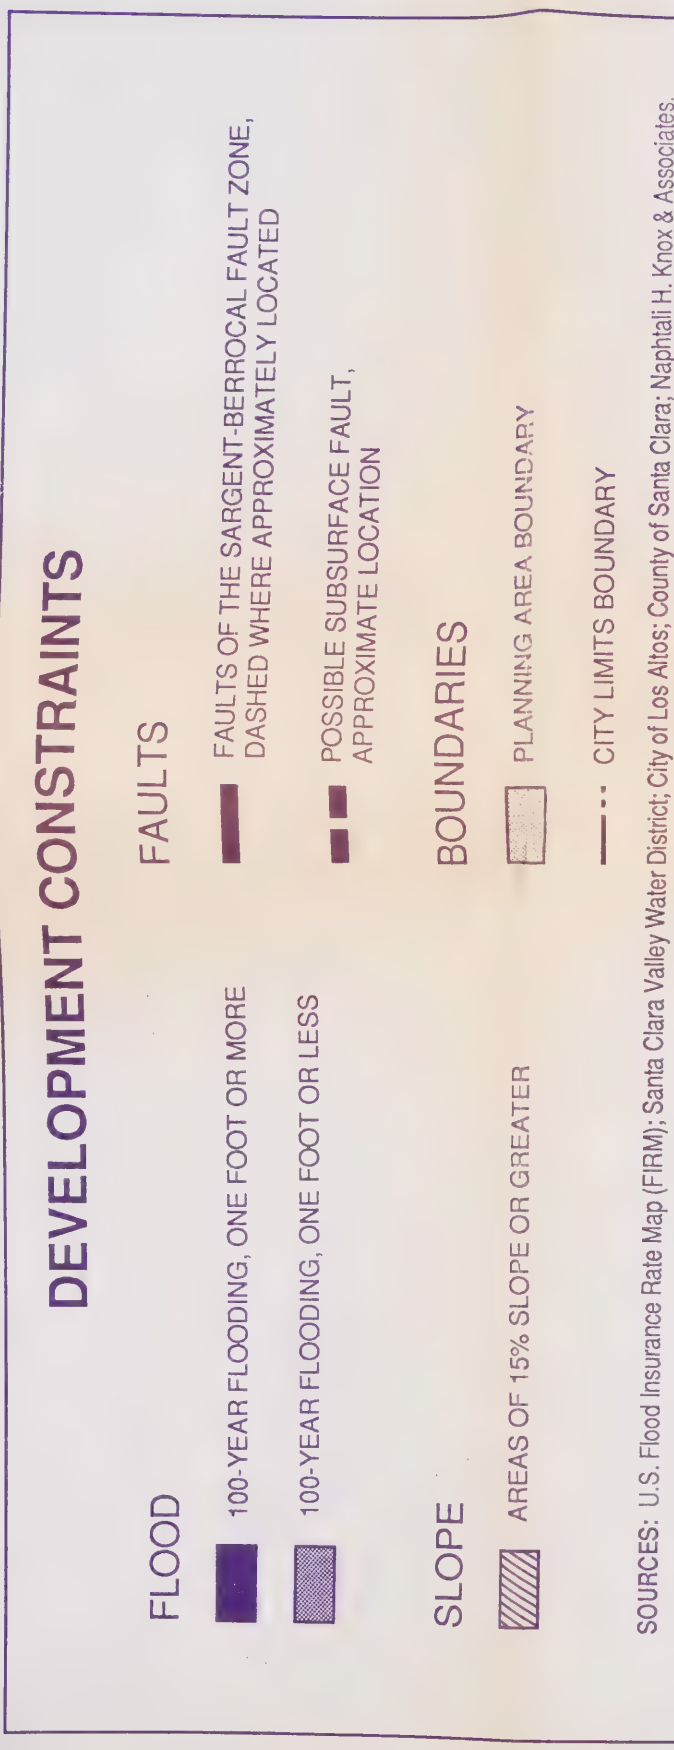 DEVELOPMENT CONSTRAINTS
FLOOD
100-YEAR FLOODING, ONE FOOT OR MORE
100-YEAR FLOODING, ONE FOOT OR LESS
SLOPE
AREAS OF 15% SLOPE OR GREATER
FAULTS
FAULTS OF THE SARGENT-BERROCAL FAULT ZONE,
DASHED WHERE APPROXIMATELY LOCATED
POSSIBLE SUBSURFACE FAULT,
APPROXIMATE LOCATION
BOUNDARIES
PLANNING AREA BOUNDARY
CITY LIMITS BOUNDARY
SOURCES: U.S. Flood Insurance Rate Map (FIRM); Santa Clara Valley Water District; City of Los Altos; County of Santa Clara; Naphtali H. Knox & Associates.